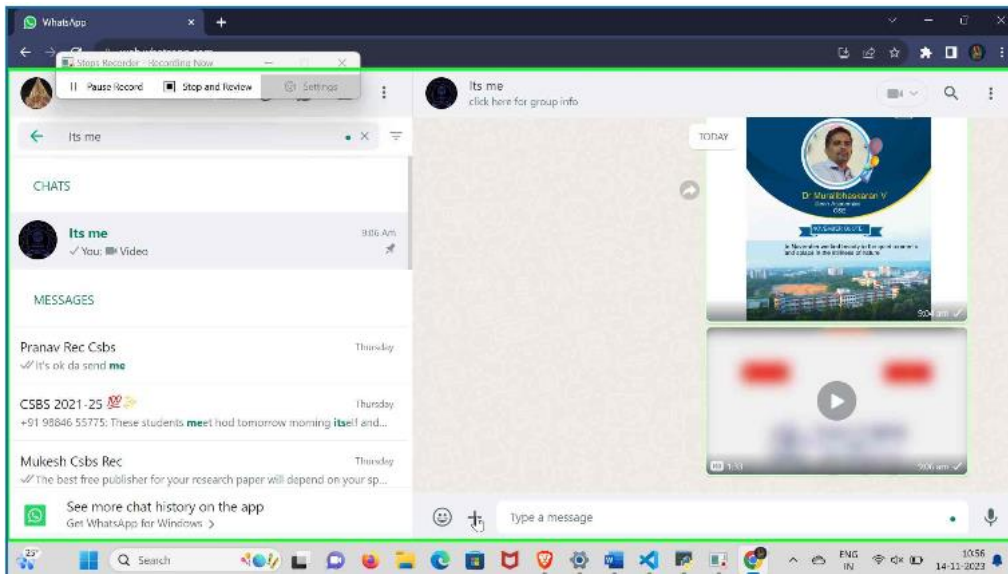 WhatsApp
Steps Recorder - Recording Now
Pause Record
Stop and Review
Settings
Its me
click here for group info
Its me
TODAY
CHATS
Its me
9:06 Am
You: Video
MESSAGES
Pranav Rec Csbs
Thursday
It's ok da send me
CSBS 2021-25 💯✨
Thursday
+91 98846 55775: These students meet hod tomorrow morning itself and...
Mukesh Csbs Rec
Thursday
The best free publisher for your research paper will depend on your sp...
See more chat history on the app
Get WhatsApp for Windows >
Dr Muralibhaskaran V
CSE
9:04 am
1:33
9:06 am
Type a message
25°
Search
ENG
IN
10:56
14-11-2023